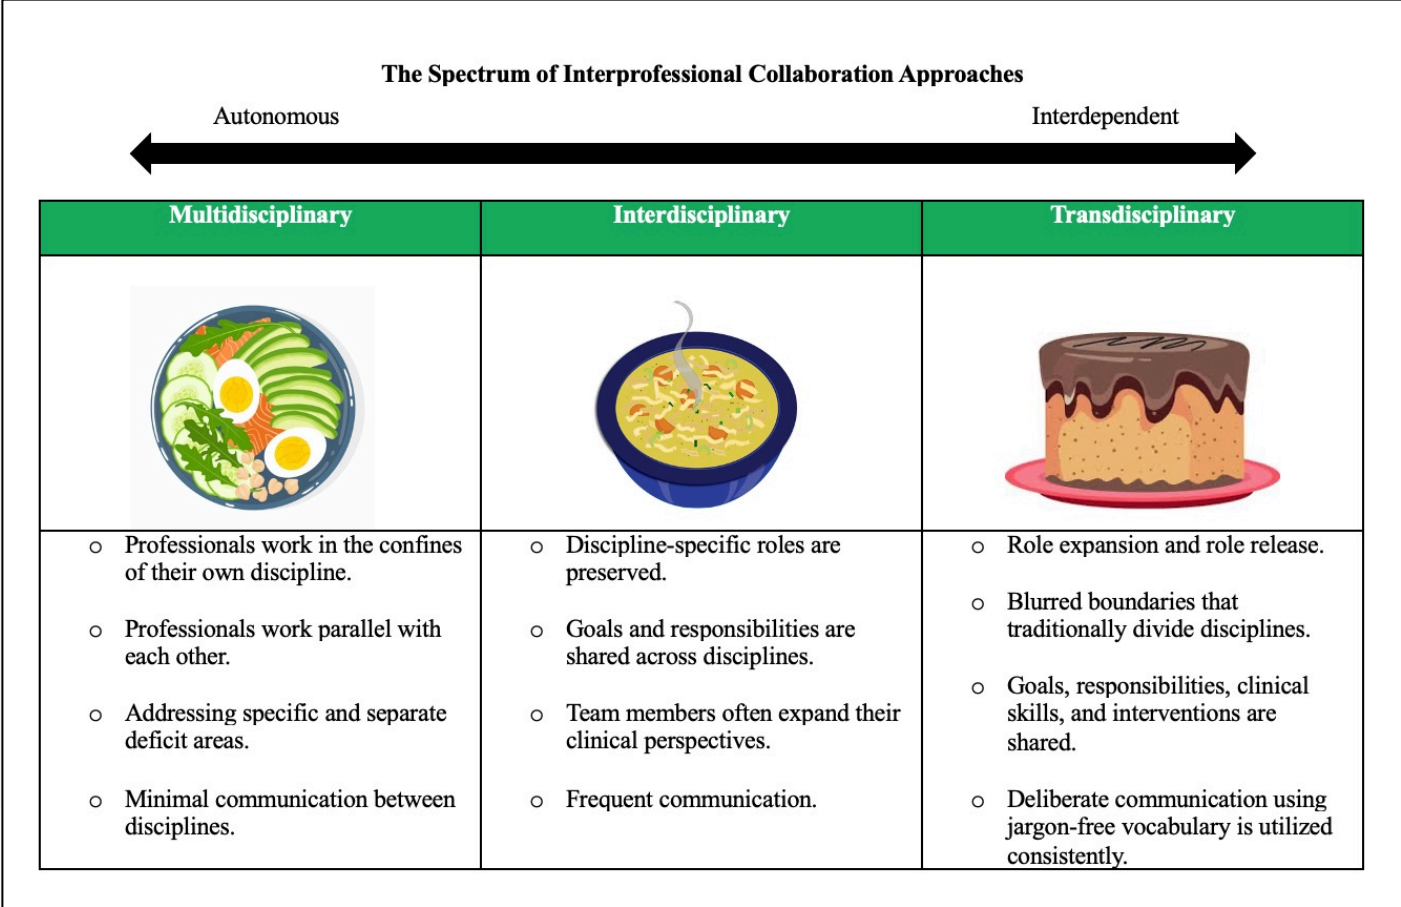 The Spectrum of Interprofessional Collaboration Approaches
Autonomous
Interdependent
Multidisciplinary
Interdisciplinary
Transdisciplinary
o Professionals work in the confines
of their own discipline.
o Professionals work parallel with
each other.
o Addressing specific and separate
deficit areas.
o Minimal communication between
disciplines.
o Discipline-specific roles are
preserved.
o Goals and responsibilities are
shared across disciplines.
o Team members often expand their
clinical perspectives.
o Frequent communication.
o Role expansion and role release.
o Blurred boundaries that
traditionally divide disciplines.
o Goals, responsibilities, clinical
skills, and interventions are
shared.
o Deliberate communication using
jargon-free vocabulary is utilized
consistently.